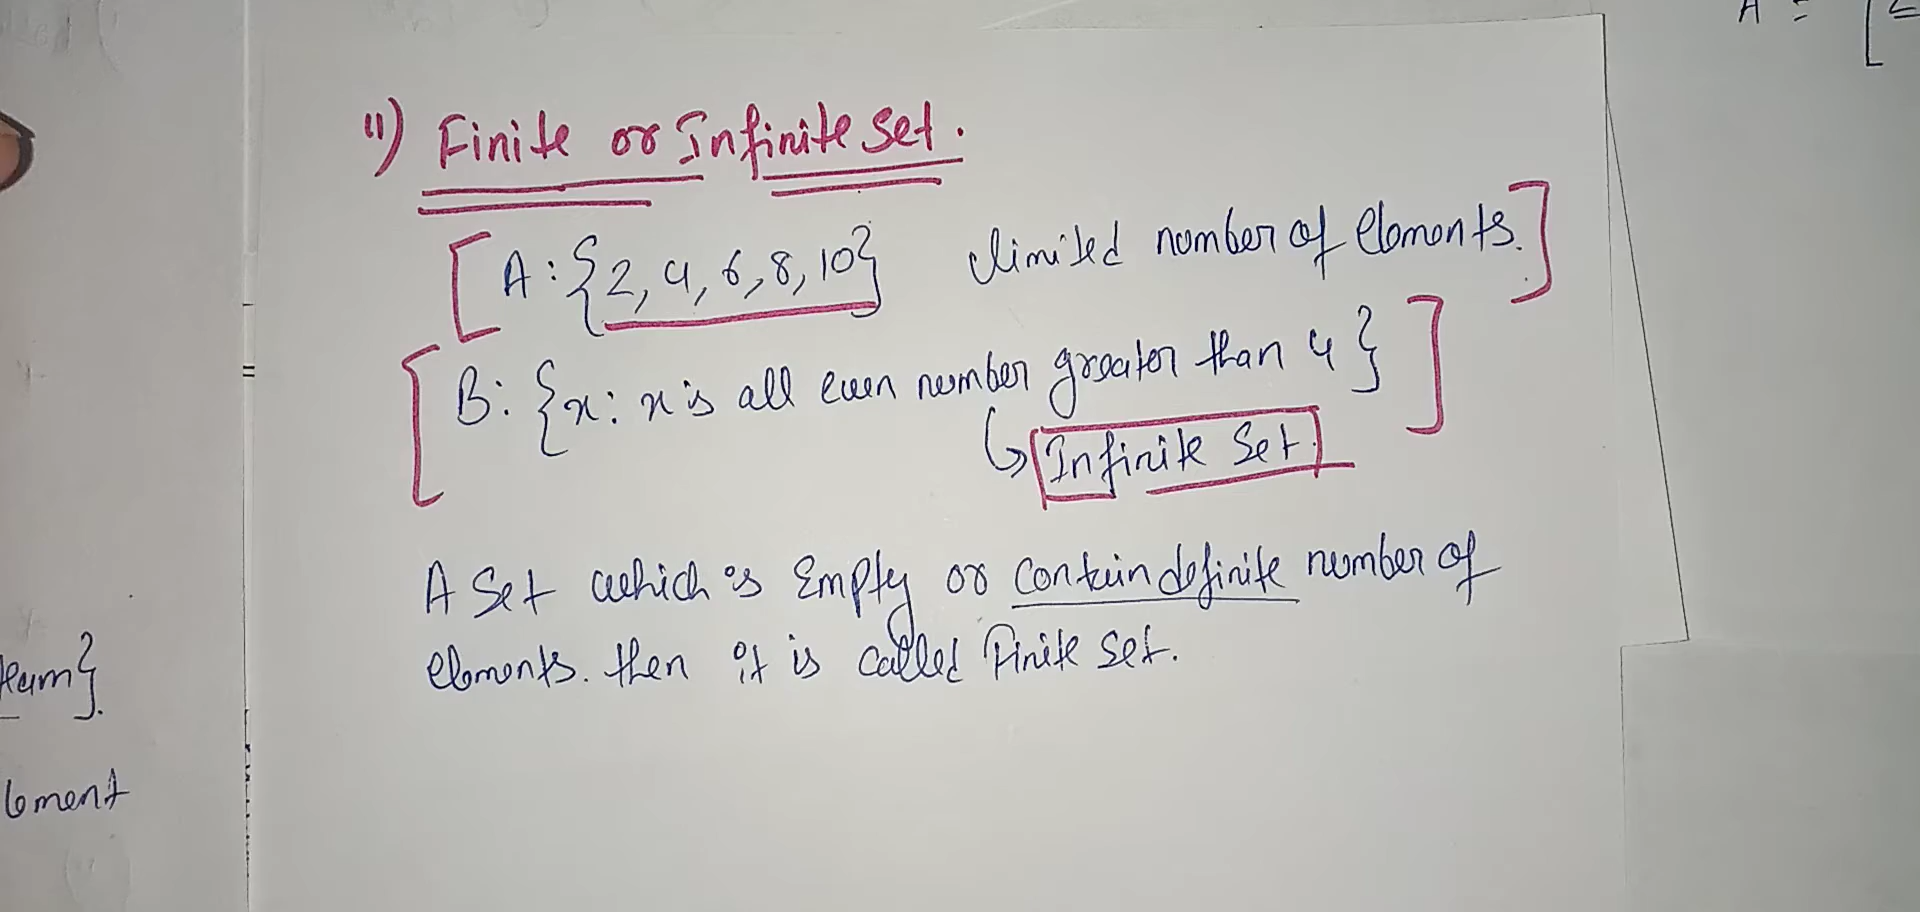 11) Finite or Infinite Set.
A : {2, 4, 6, 8, 10} limited number of elements.
B : {x : x is all even number greater than 4}
Infinite Set.
A Set which is Empty or contain definite number of
elements. then it is called Finite Set.
A =
lement